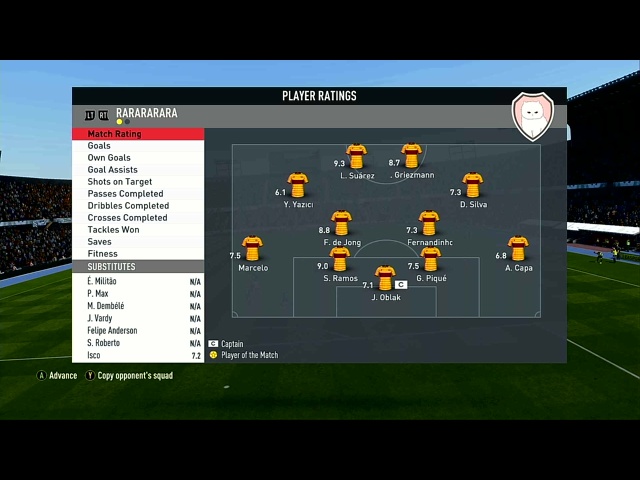 PLAYER RATINGS
LT RT RARARARARA
Match Rating
Goals
Own Goals
Goal Assists
Shots on Target
Passes Completed
Dribbles Completed
Crosses Completed
Tackles Won
Saves
Fitness
SUBSTITUTES
É. Militão N/A
P. Max N/A
M. Dembélé N/A
J. Vardy N/A
Felipe Anderson N/A
S. Roberto N/A
Isco 7.2
9.3 8.7
L. Suárez . Griezmann
6.1 7.3
Y. Yazıcı D. Silva
8.8 7.3
F. de Jong Fernandinho
7.5 6.8
Marcelo A. Capa
9.0 7.5
S. Ramos G. Piqué
7.1 C
J. Oblak
C Captain
Player of the Match
A Advance Y Copy opponent's squad